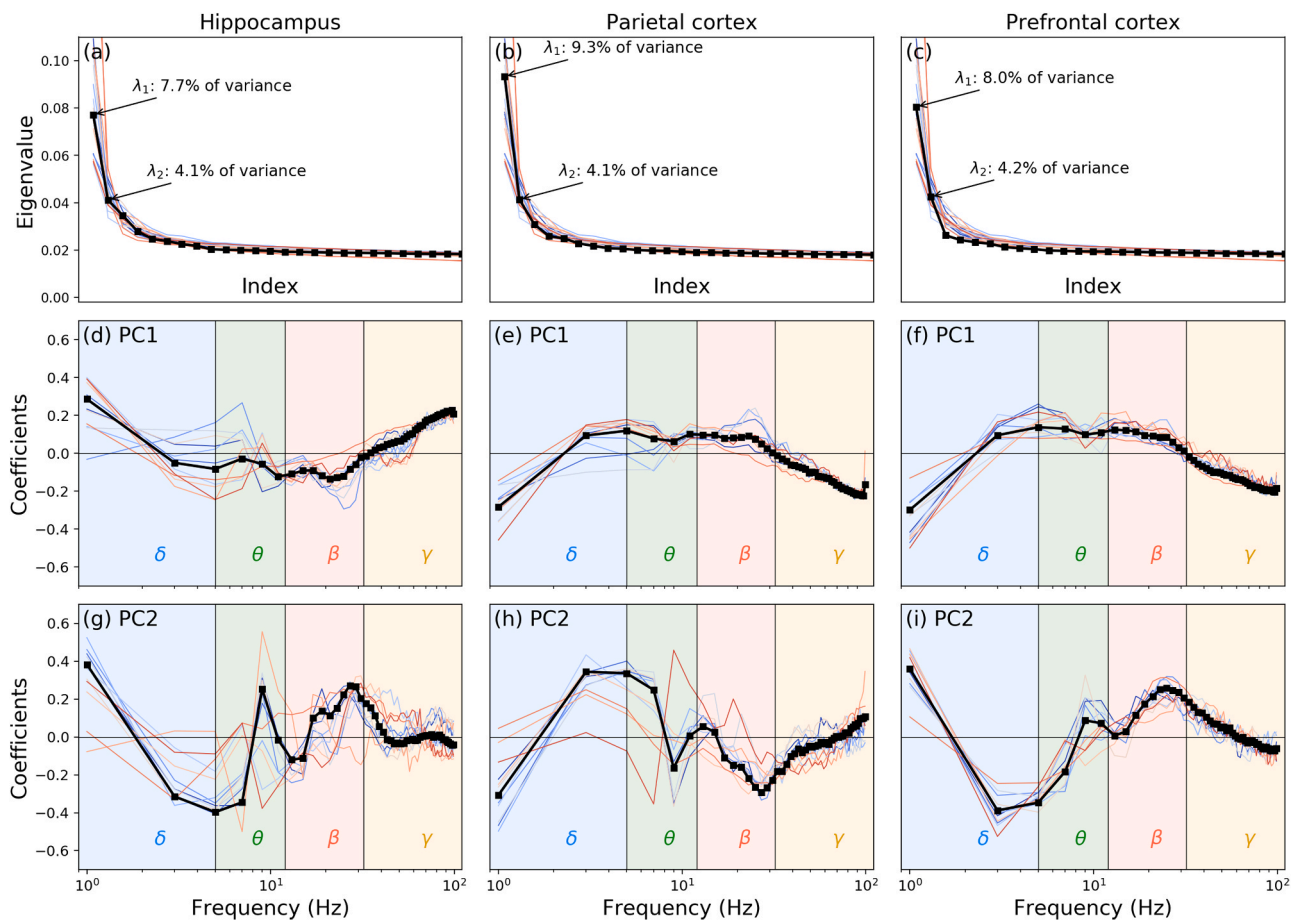 Hippocampus
Parietal cortex
Prefrontal cortex
Eigenvalue
0.10
0.08
0.06
0.04
0.02
0.00
(a)
λ1: 7.7% of variance
λ2: 4.1% of variance
Index
(b)
λ1: 9.3% of variance
λ2: 4.1% of variance
Index
(c)
λ1: 8.0% of variance
λ2: 4.2% of variance
Index
Coefficients
0.6
0.4
0.2
0.0
−0.2
−0.4
−0.6
(d) PC1
δ
θ
β
γ
(e) PC1
δ
θ
β
γ
(f) PC1
δ
θ
β
γ
Coefficients
0.6
0.4
0.2
0.0
−0.2
−0.4
−0.6
(g) PC2
δ
θ
β
γ
(h) PC2
δ
θ
β
γ
(i) PC2
δ
θ
β
γ
10^0
10^1
10^2
10^0
10^1
10^2
10^0
10^1
10^2
Frequency (Hz)
Frequency (Hz)
Frequency (Hz)